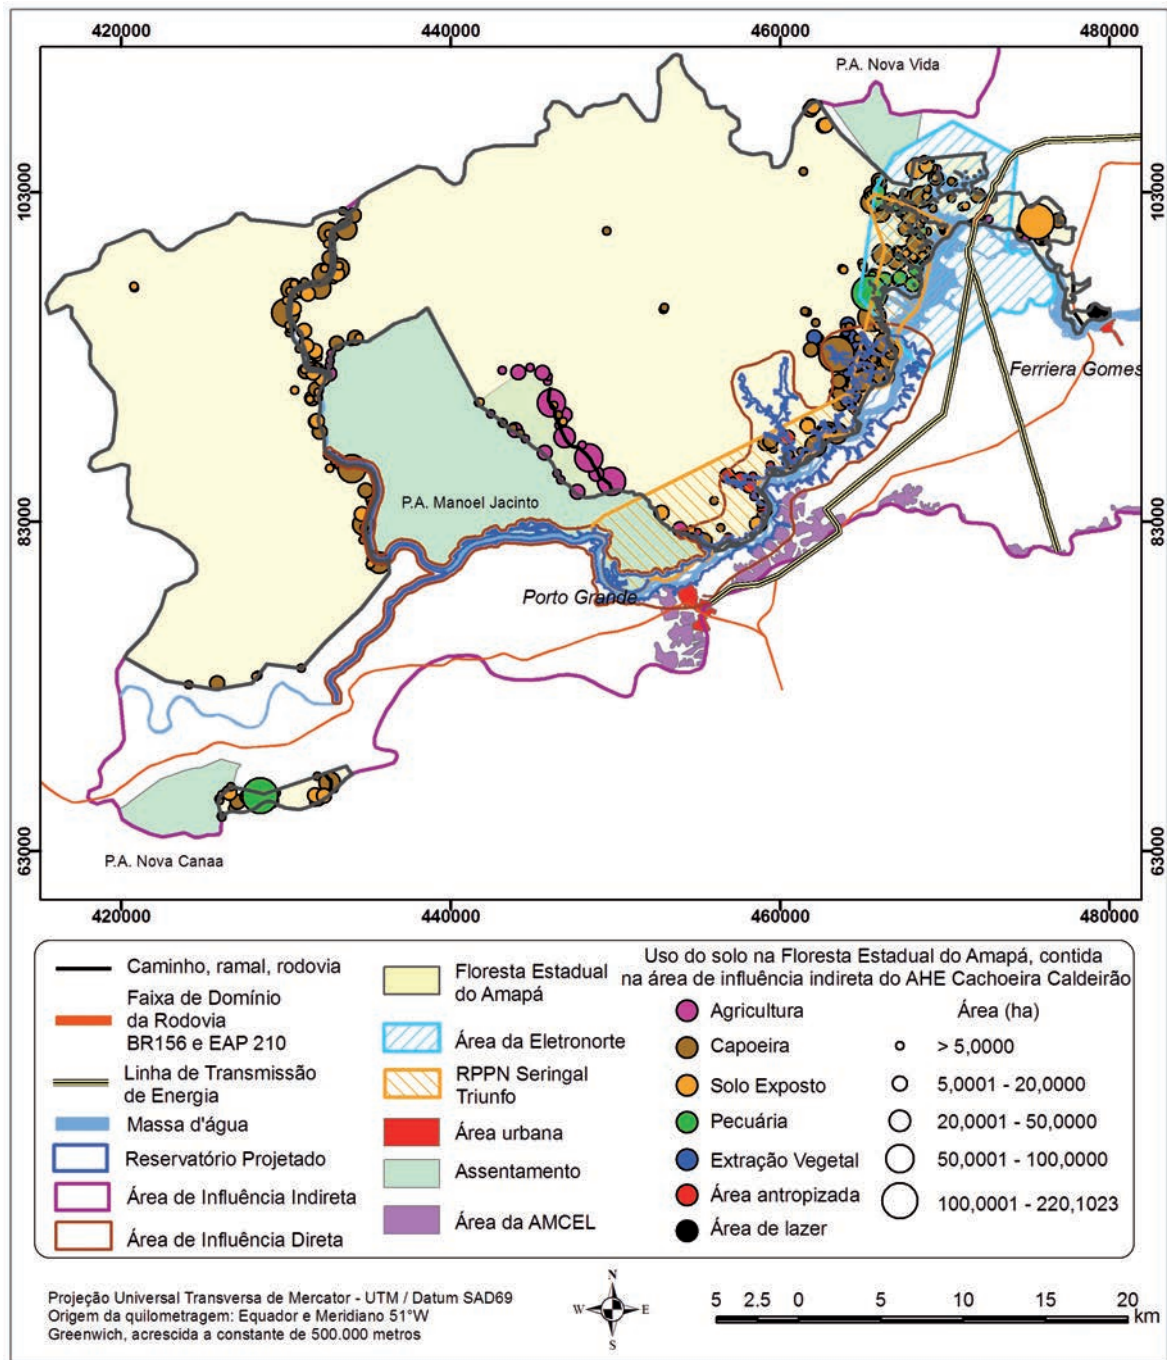 420000
440000
460000
480000
P.A. Nova Vida
103000
103000
Ferriera Gomes
P.A. Manoel Jacinto
83000
83000
Porto Grande
P.A. Nova Canaa
63000
63000
420000
440000
460000
480000
Caminho, ramal, rodovia
Faixa de Domínio
da Rodovia
BR156 e EAP 210
Linha de Transmissão
de Energia
Massa d'água
Reservatório Projetado
Área de Influência Indireta
Área de Influência Direta
Floresta Estadual
do Amapá
Área da Eletronorte
RPPN Seringal
Triunfo
Área urbana
Assentamento
Área da AMCEL
Uso do solo na Floresta Estadual do Amapá, contida
na área de influência indireta do AHE Cachoeira Caldeirão
Agricultura
Capoeira
Solo Exposto
Pecuária
Extração Vegetal
Área antropizada
Área de lazer
Área (ha)
> 5,0000
5,0001 - 20,0000
20,0001 - 50,0000
50,0001 - 100,0000
100,0001 - 220,1023
Projeção Universal Transversa de Mercator - UTM / Datum SAD69
Origem da quilometragem: Equador e Meridiano 51°W
Greenwich, acrescida a constante de 500.000 metros
N
W
E
S
5 2.5 0 5 10 15 20
km